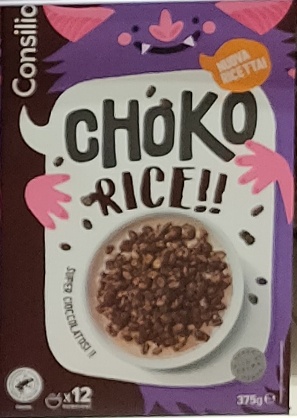 Consilia
NUOVA
RICETTA!
CHOKO
RICE!!
SUPER CIOCCOLATOSI!!
x12
375g e